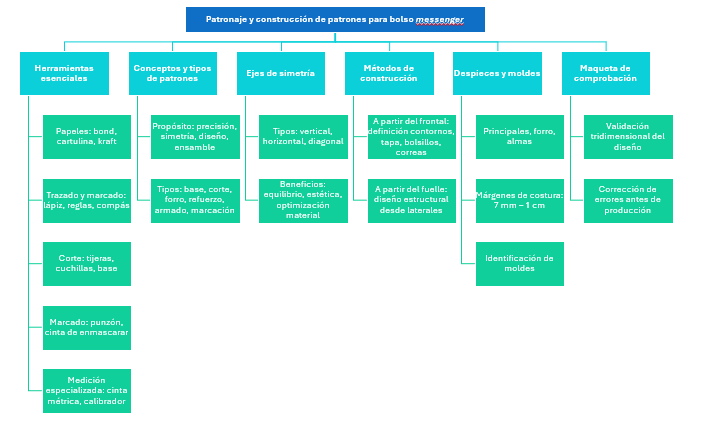 Patronaje y construcción de patrones para bolso messenger
Herramientas
esenciales
Papeles: bond,
cartulina, kraft
Trazado y marcado:
lápiz, reglas, compás
Corte: tijeras,
cuchillas, base
Marcado: punzón,
cinta de enmascarar
Medición
especializada: cinta
métrica, calibrador
Conceptos y tipos
de patrones
Propósito: precisión,
simetría, diseño,
ensamble
Tipos: base, corte,
forro, refuerzo,
armado, marcación
Ejes de simetría
Tipos: vertical,
horizontal, diagonal
Beneficios:
equilibrio, estética,
optimización
material
Métodos de
construcción
A partir del frontal:
definición contornos,
tapa, bolsillos,
correas
A partir del fuelle:
diseño estructural
desde laterales
Despieces y moldes
Principales, forro,
almas
Márgenes de costura:
7 mm – 1 cm
Identificación de
moldes
Maqueta de
comprobación
Validación
tridimensional del
diseño
Corrección de
errores antes de
producción